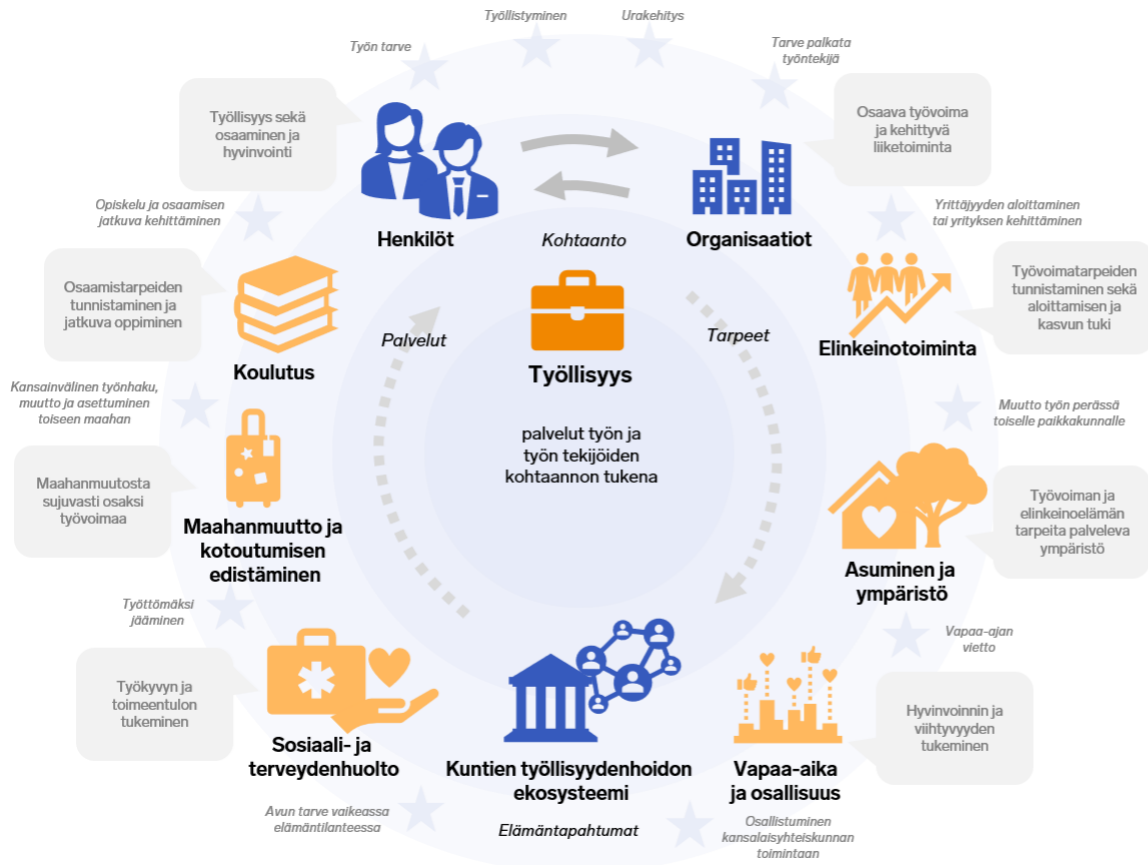 Työllistyminen
Urakehitys
Työn tarve
Tarve palkata
työntekijä
Työllisyys sekä
osaaminen ja
hyvinvointi
Osaava työvoima
ja kehittyvä
liiketoiminta
Opiskelu ja osaamisen
jatkuva kehittäminen
Henkilöt
Kohtaanto
Organisaatiot
Yrittäjyyden aloittaminen
tai yrityksen kehittäminen
Osaamistarpeiden
tunnistaminen ja
jatkuva oppiminen
Koulutus
Palvelut
Työllisyys
Tarpeet
Elinkeinotoiminta
Työvoimatarpeiden
tunnistaminen sekä
aloittamisen ja
kasvun tuki
Kansainvälinen työnhaku,
muutto ja asettuminen
toiseen maahan
palvelut työn ja
työn tekijöiden
kohtaannon tukena
Muutto työn perässä
toiselle paikkakunnalle
Maahanmuutosta
sujuvasti osaksi
työvoimaa
Maahanmuutto ja
kotoutumisen
edistäminen
Asuminen ja
ympäristö
Työvoiman ja
elinkeinoelämän
tarpeita palveleva
ympäristö
Työttömäksi
jääminen
Vapaa-ajan
vietto
Työkyvyn ja
toimeentulon
tukeminen
Sosiaali- ja
terveydenhuolto
Kuntien työllisyydenhoidon
ekosysteemi
Vapaa-aika
ja osallisuus
Hyvinvoinnin ja
viihtyvyyden
tukeminen
Avun tarve vaikeassa
elämäntilanteessa
Elämäntapahtumat
Osallistuminen
kansalaisyhteiskunnan
toimintaan